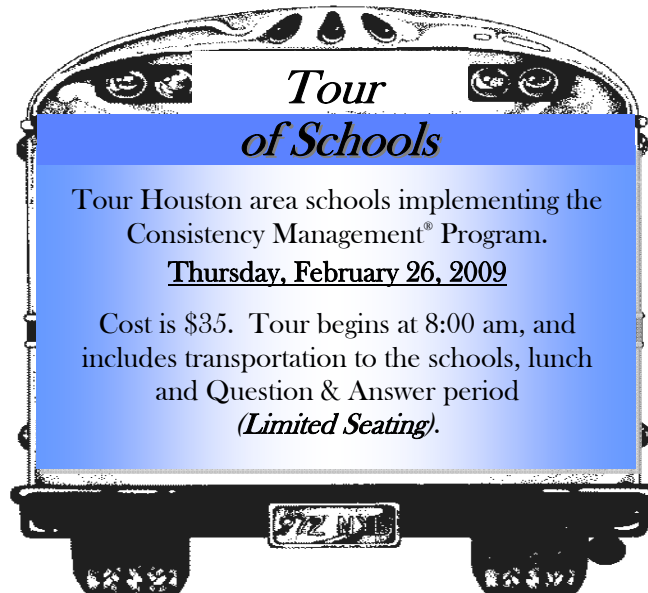 Tour
of Schools
Tour Houston area schools implementing the
Consistency Management® Program.
Thursday, February 26, 2009
Cost is $35.  Tour begins at 8:00 am, and
includes transportation to the schools, lunch
and Question & Answer period
(Limited Seating).